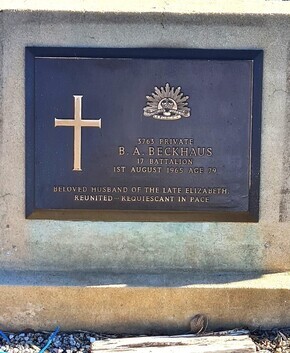 3763 PRIVATE
B. A. BECKHAUS
17 BATTALION
1ST AUGUST 1965 AGE 79
BELOVED HUSBAND OF THE LATE ELIZABETH.
REUNITED—REQUIESCANT IN PACE